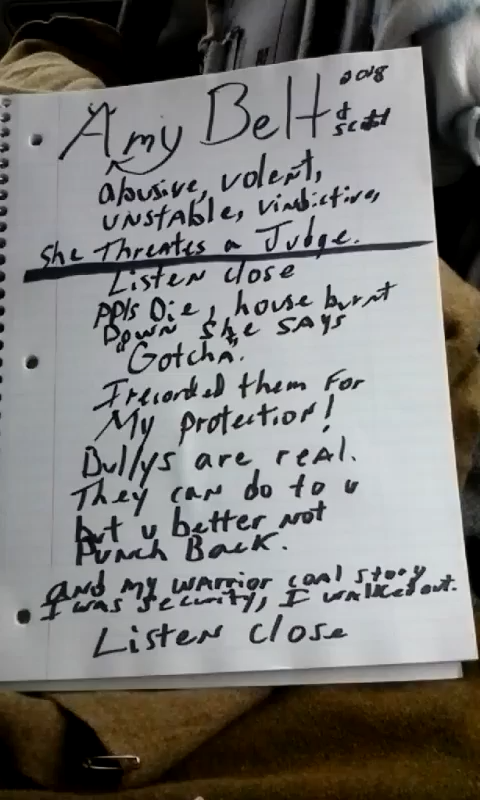 2018
Amy Belt
& Scott
abusive, volent,
UNSTABLE, vindictive,
She Threates a Judge.
Listen close
ppls Die, house burnt
Down she says
"Gotcha".
I recorded them For
My protection!
Bullys are real.
They can do to u
but u better not
Punch Back.
and my warrior coal story
I was security, I walked out.
Listen close